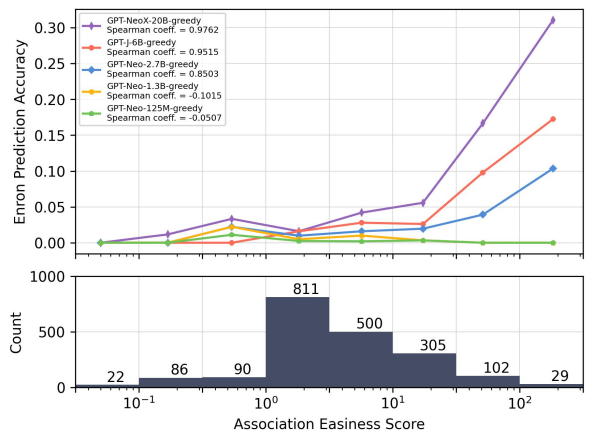 GPT-NeoX-20B-greedy
Spearman coeff. = 0.9762
GPT-J-6B-greedy
Spearman coeff. = 0.9515
GPT-Neo-2.7B-greedy
Spearman coeff. = 0.8503
GPT-Neo-1.3B-greedy
Spearman coeff. = -0.1015
GPT-Neo-125M-greedy
Spearman coeff. = -0.0507
Enron Prediction Accuracy
0.30
0.25
0.20
0.15
0.10
0.05
0.00
Count
1000
500
0
22
86
90
811
500
305
102
29
10⁻¹
10⁰
10¹
10²
Association Easiness Score